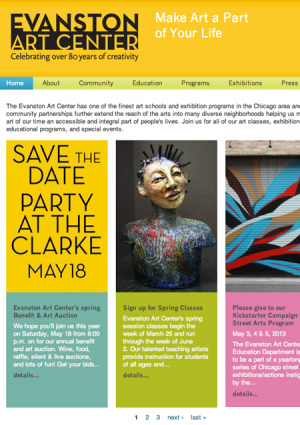 EVANSTON
ART CENTER
Celebrating over 80 years of creativity
Make Art a Part
of Your Life
Home About Community Education Programs Exhibitions Press
The Evanston Art Center has one of the finest art schools and exhibition programs in the Chicago area an
community partnerships further extend the reach of the arts into many diverse neighborhoods helping us m
art of our time an accessible and integral part of people's lives. Join us for all of our art classes, exhibition
educational programs, and special events.
SAVE THE
DATE
PARTY
AT THE
CLARKE
MAY 18
Evanston Art Center's spring
Benefit & Art Auction
We hope you'll join us this year
on Saturday, May 18 from 6:00
p.m. on for our annual benefit
and art auction. Wine, food,
raffle, silent & live auctions,
and lots of fun! Get your bids...
details...
Sign up for Spring Classes
Evanston Art Center's spring
session classes begin the
week of March 25 and run
through the week of June
2. Our talented teaching artists
provide instruction for students
of all ages and...
details...
Please give to our
Kickstarter Campaign
Street Arts Program
May 3, 4 & 5, 2013
The Evanston Art Cent
Education Department is
to be a part of a yearlong
street
exhibitions/actions instig
by the...
details...
1 2 3 next › last »